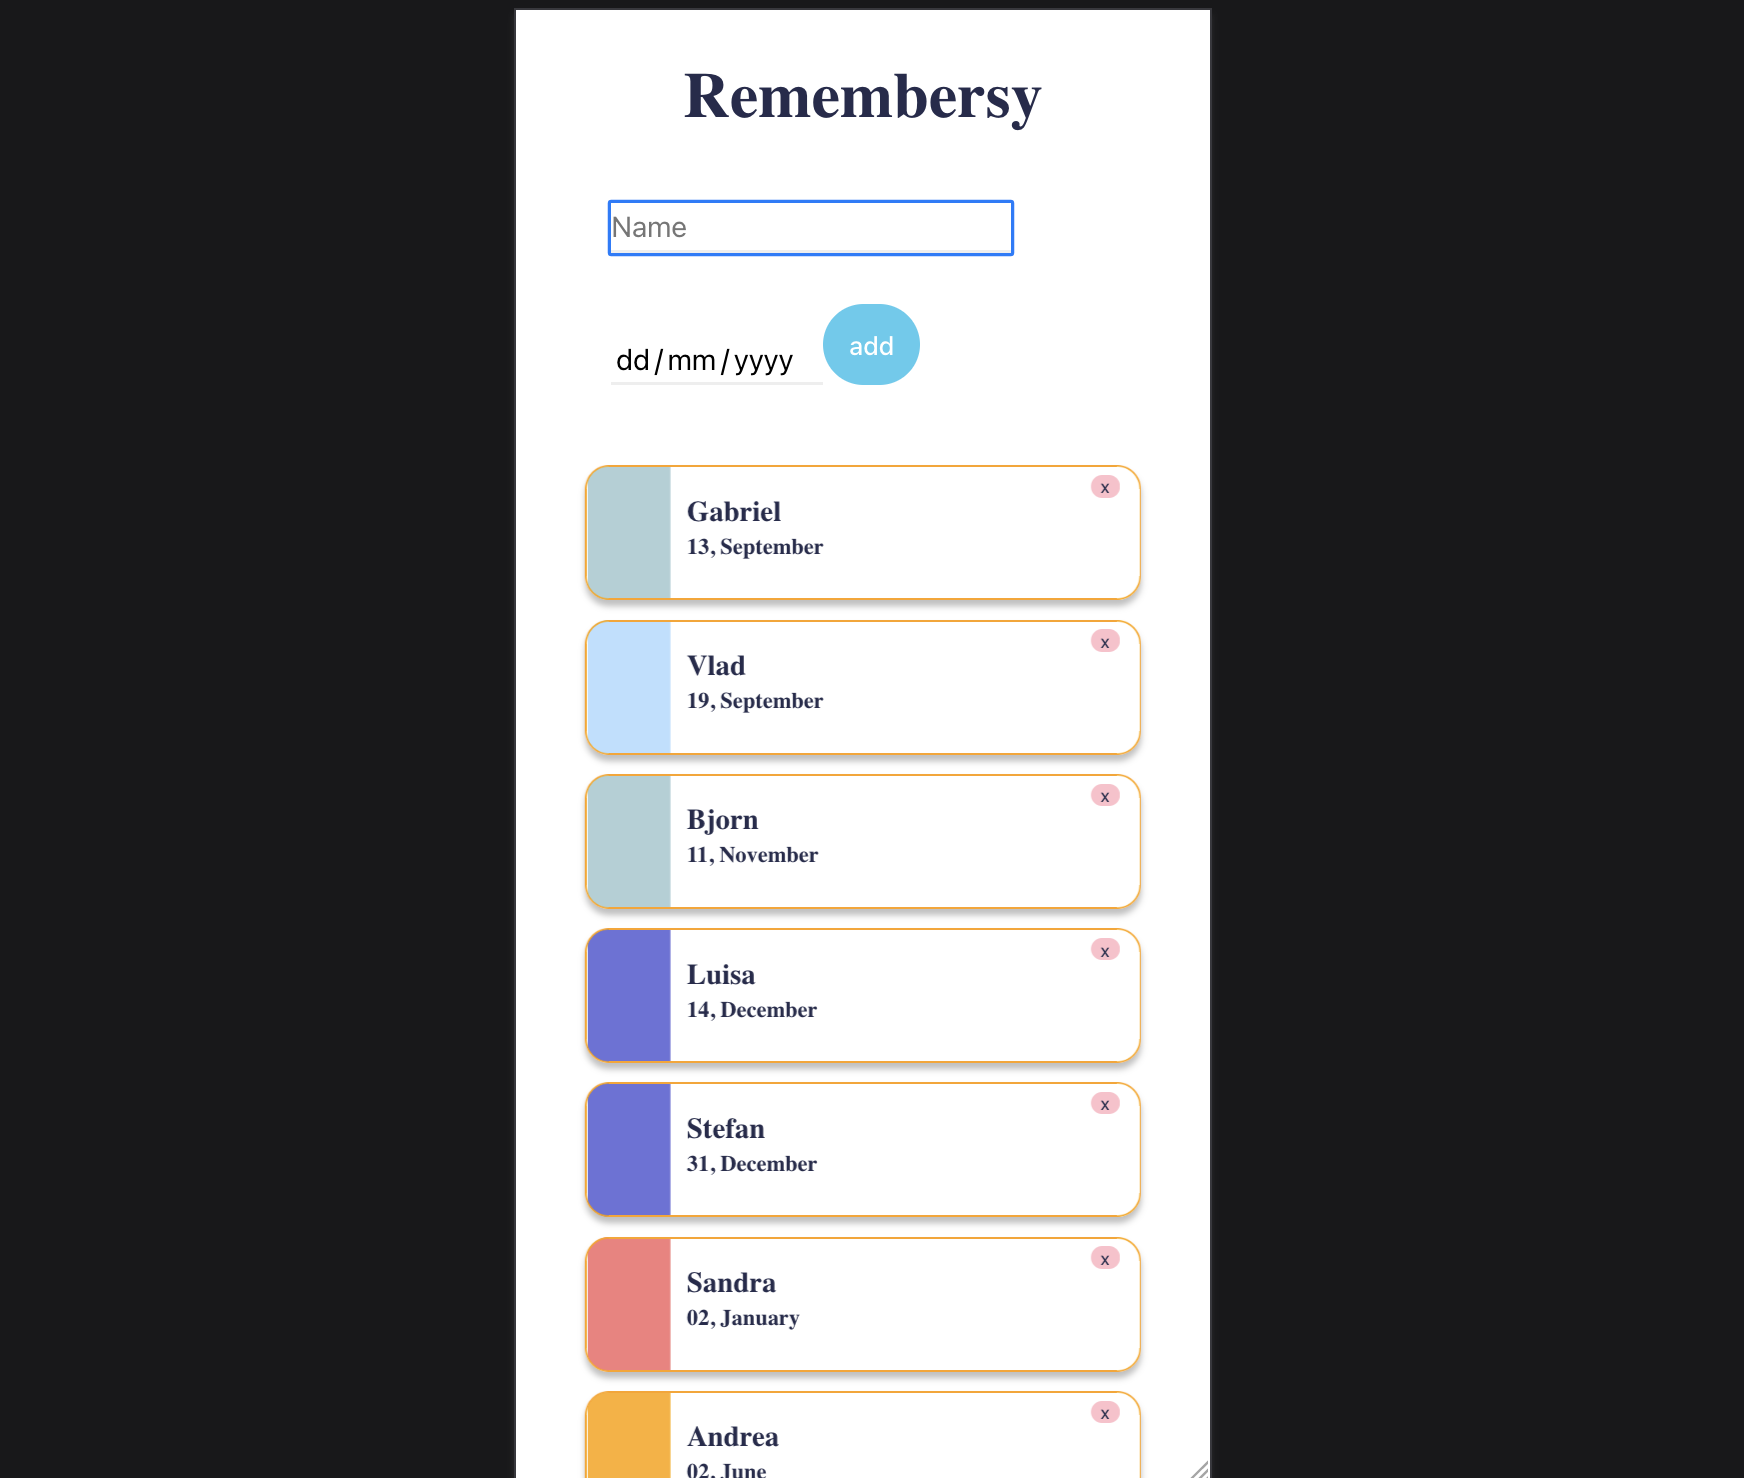 Remembersy
Name
dd/mm/yyyy
add
x
Gabriel
13, September
x
Vlad
19, September
x
Bjorn
11, November
x
Luisa
14, December
x
Stefan
31, December
x
Sandra
02, January
x
Andrea
02, June